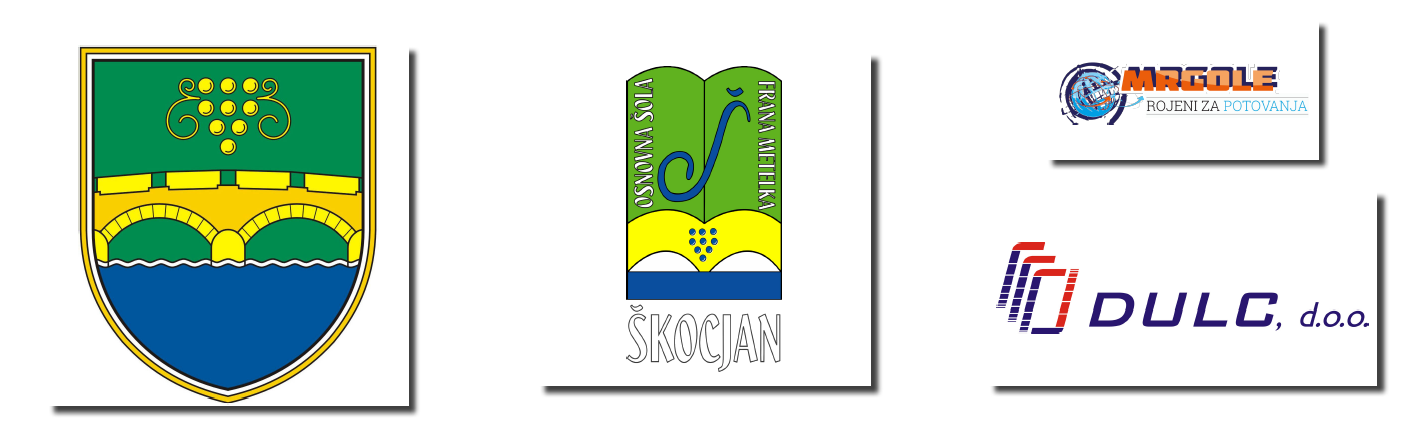 OSNOVNA ŠOLA
FRANA METELKA
ŠKOCJAN
MRGOLE
ROJENI ZA POTOVANJA
DULC, d.o.o.